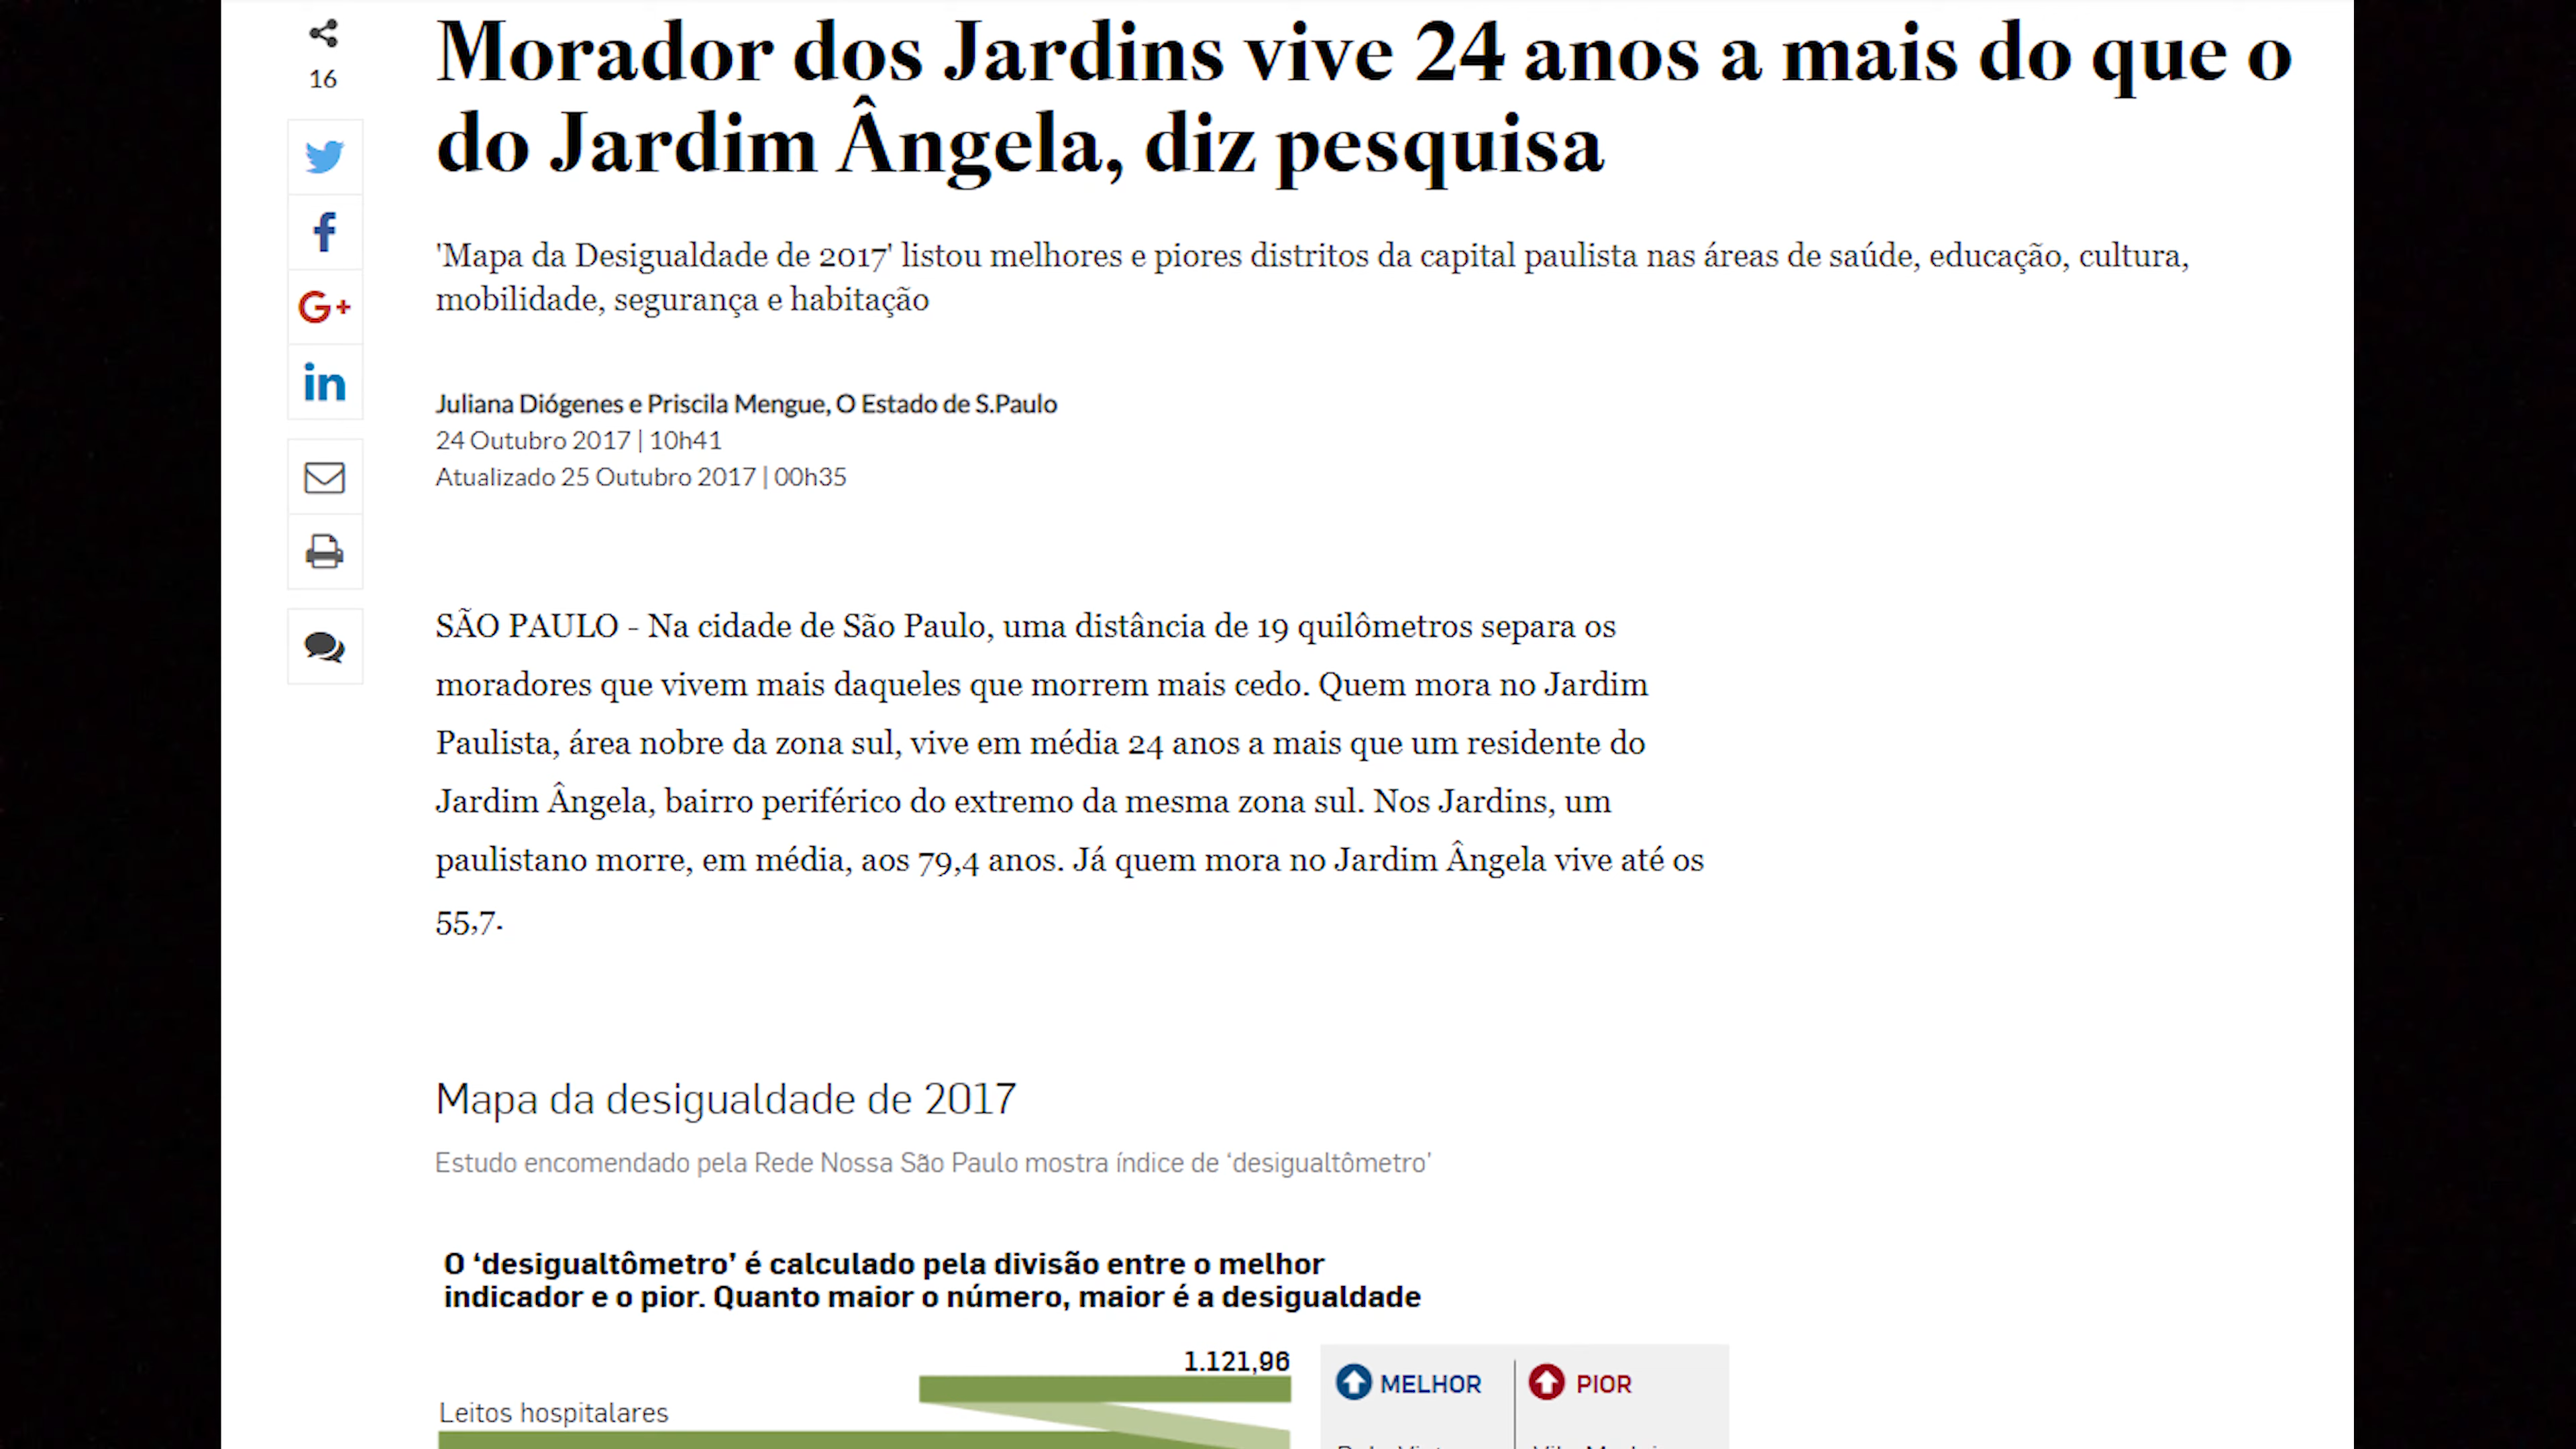 Morador dos Jardins vive 24 anos a mais do que o
do Jardim Ângela, diz pesquisa
16
'Mapa da Desigualdade de 2017' listou melhores e piores distritos da capital paulista nas áreas de saúde, educação, cultura,
mobilidade, segurança e habitação
Juliana Diógenes e Priscila Mengue, O Estado de S.Paulo
24 Outubro 2017 | 10h41
Atualizado 25 Outubro 2017 | 00h35
SÃO PAULO - Na cidade de São Paulo, uma distância de 19 quilômetros separa os
moradores que vivem mais daqueles que morrem mais cedo. Quem mora no Jardim
Paulista, área nobre da zona sul, vive em média 24 anos a mais que um residente do
Jardim Ângela, bairro periférico do extremo da mesma zona sul. Nos Jardins, um
paulistano morre, em média, aos 79,4 anos. Já quem mora no Jardim Ângela vive até os
55,7.
Mapa da desigualdade de 2017
Estudo encomendado pela Rede Nossa São Paulo mostra índice de ‘desigualtômetro’
O ‘desigualtômetro’ é calculado pela divisão entre o melhor
indicador e o pior. Quanto maior o número, maior é a desigualdade
1.121,96
MELHOR
PIOR
Leitos hospitalares